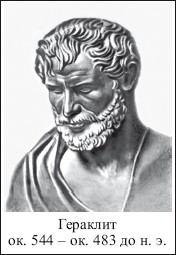 Гераклит
ок. 544 – ок. 483 до н. э.